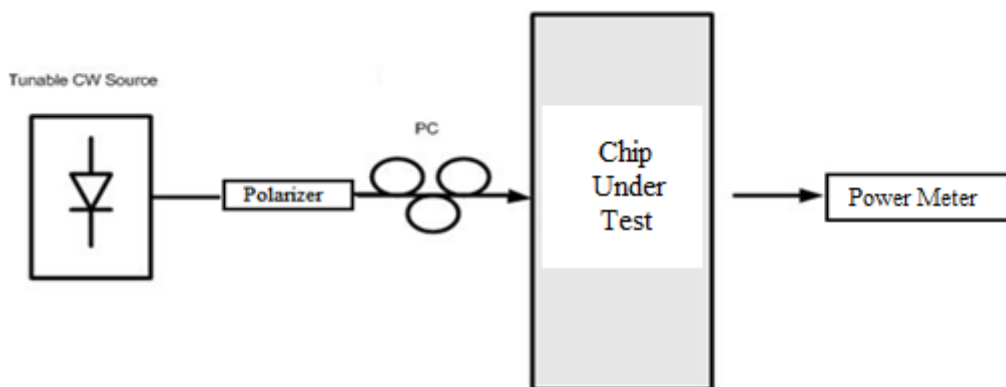 Tunable CW Source
PC
Polarizer
Chip
Under
Test
Power Meter